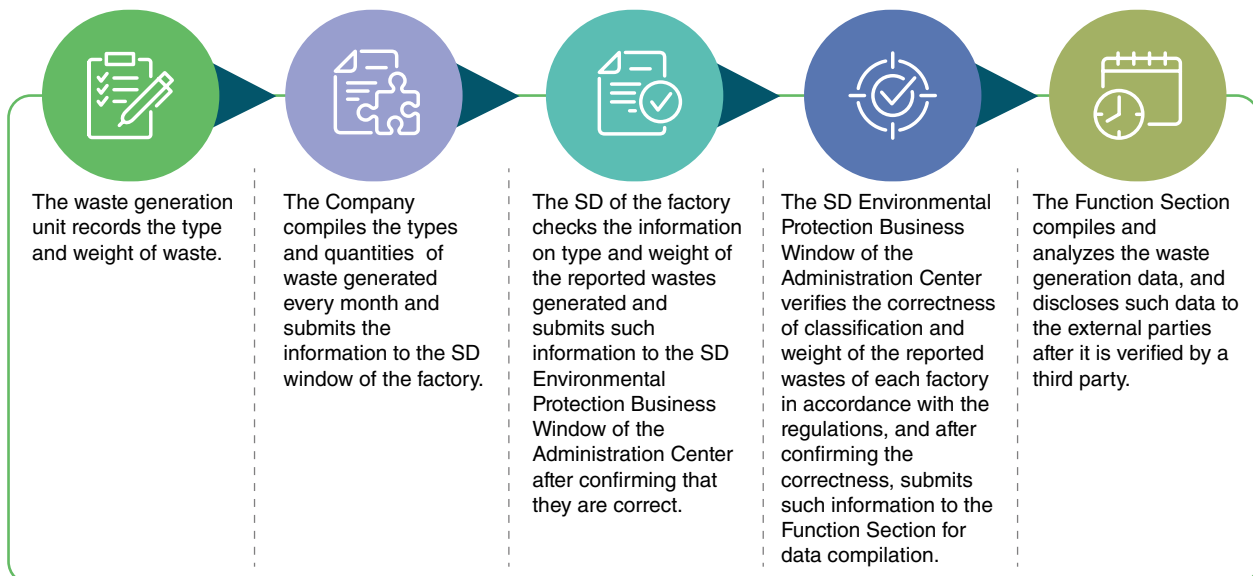 The waste generation
unit records the type
and weight of waste.
The Company
compiles the types
and quantities of
waste generated
every month and
submits the
information to the SD
window of the factory.
The SD of the factory
checks the information
on type and weight of
the reported wastes
generated and
submits such
information to the SD
Environmental
Protection Business
Window of the
Administration Center
after confirming that
they are correct.
The SD Environmental
Protection Business
Window of the
Administration Center
verifies the correctness
of classification and
weight of the reported
wastes of each factory
in accordance with the
regulations, and after
confirming the
correctness, submits
such information to the
Function Section for
data compilation.
The Function Section
compiles and
analyzes the waste
generation data, and
discloses such data to
the external parties
after it is verified by a
third party.